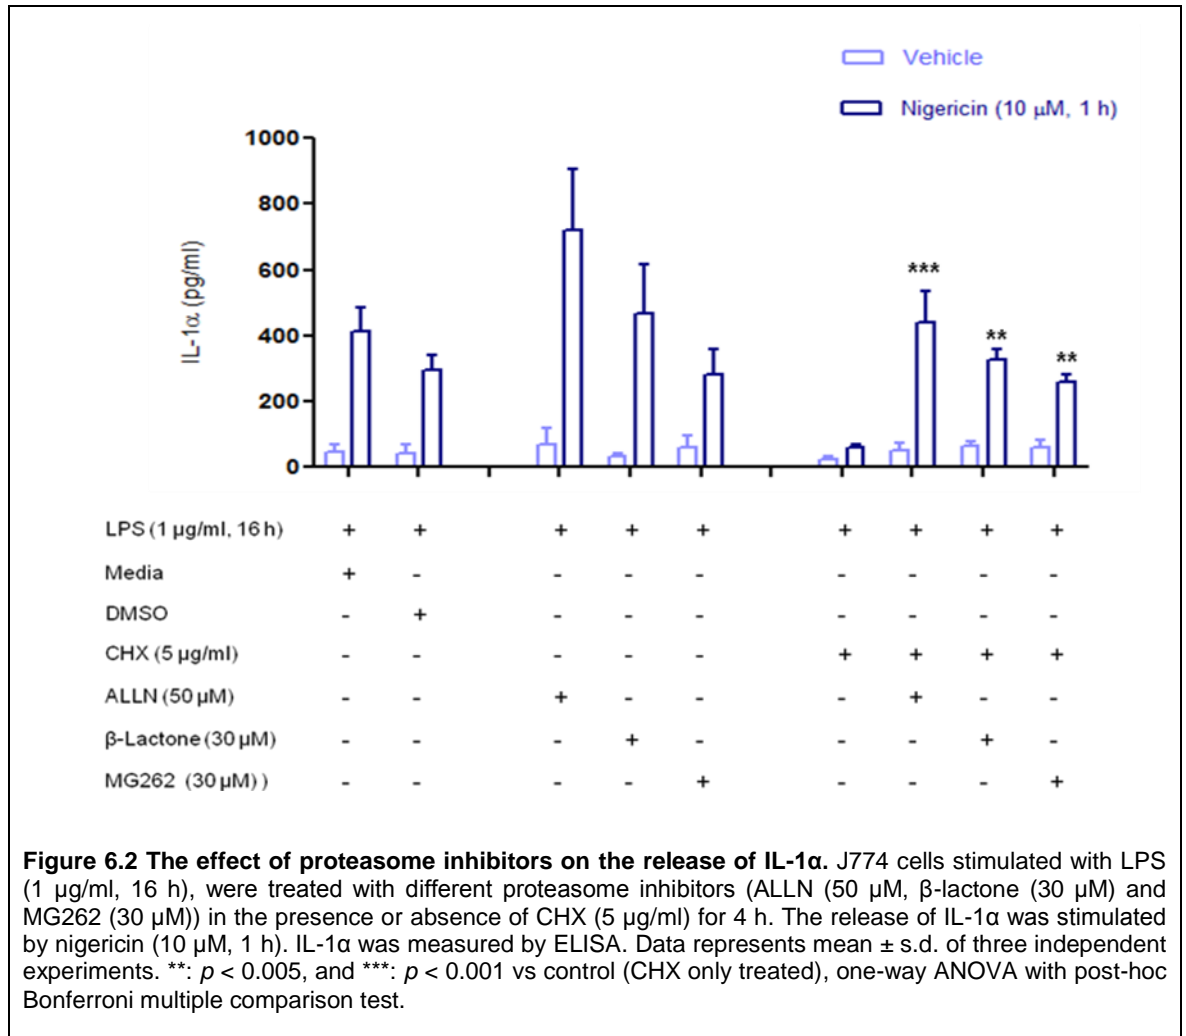 Vehicle
Nigericin (10 μM, 1 h)
1000
800
600
400
200
0
IL-1α (pg/ml)
***
**
**
LPS (1 µg/ml, 16 h) + + + + + + + + +
Media + - - - - - - - -
DMSO - + - - - - - - -
CHX (5 µg/ml) - - - - - + + + +
ALLN (50 µM) - - + - - - + - -
β-Lactone (30 µM) - - - + - - - + -
MG262 (30 µM) ) - - - - + - - - +
Figure 6.2 The effect of proteasome inhibitors on the release of IL-1α. J774 cells stimulated with LPS
(1 µg/ml, 16 h), were treated with different proteasome inhibitors (ALLN (50 µM, β-lactone (30 µM) and
MG262 (30 µM)) in the presence or absence of CHX (5 µg/ml) for 4 h. The release of IL-1α was stimulated
by nigericin (10 µM, 1 h). IL-1α was measured by ELISA. Data represents mean ± s.d. of three independent
experiments. **: p < 0.005, and ***: p < 0.001 vs control (CHX only treated), one-way ANOVA with post-hoc
Bonferroni multiple comparison test.